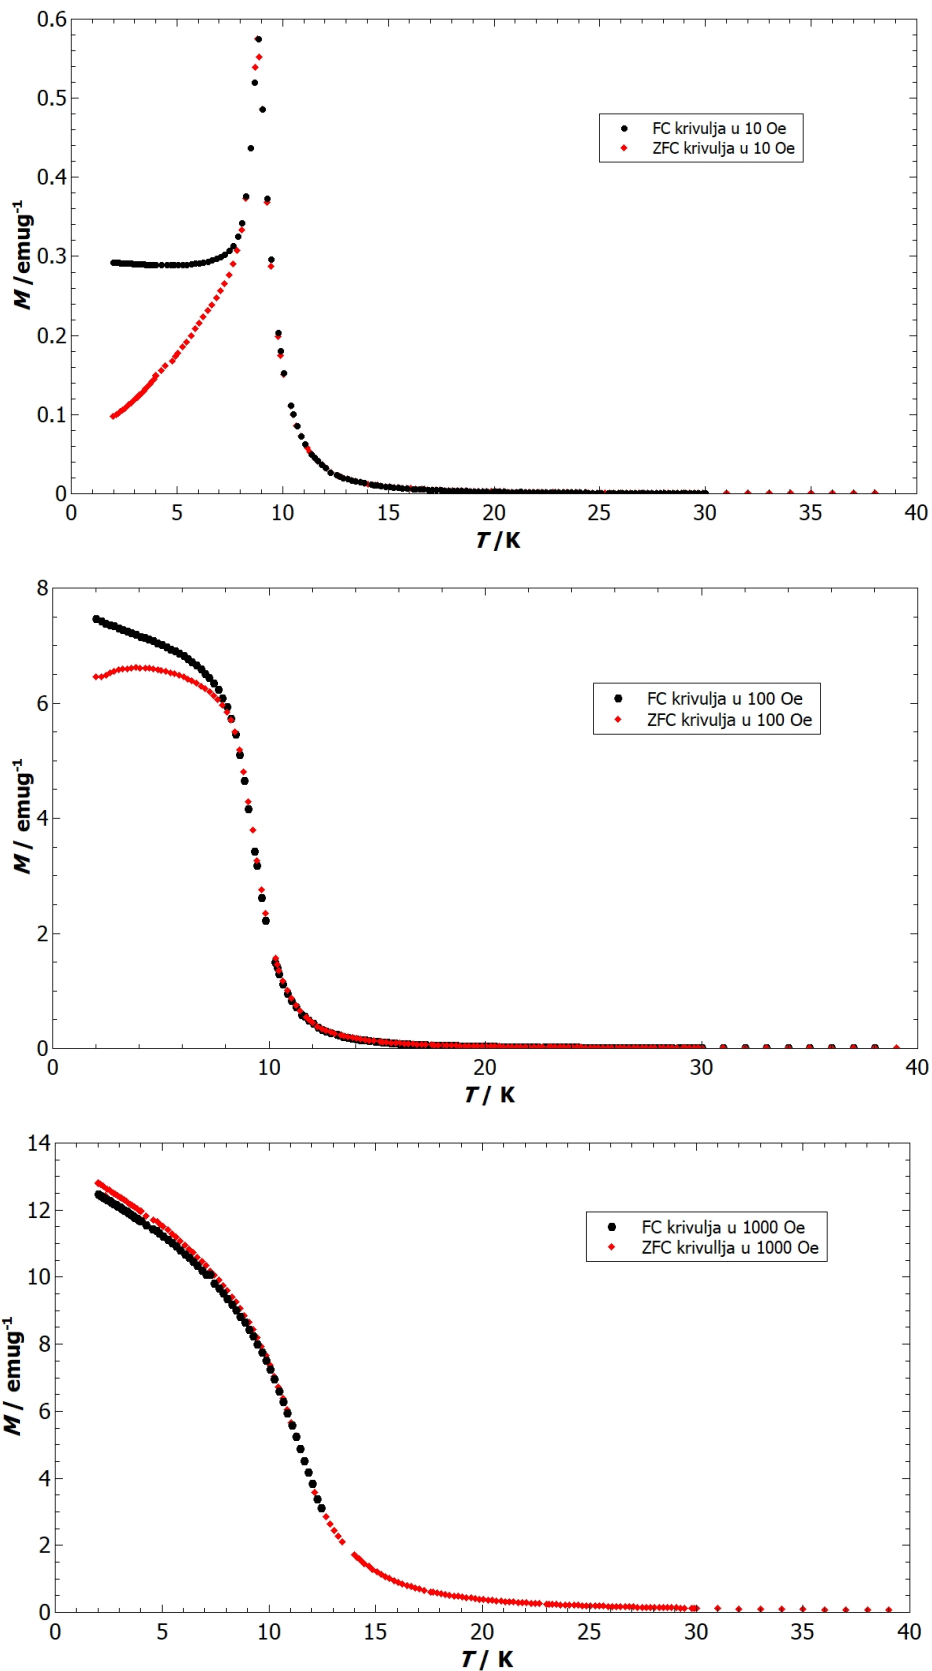 0.6
0.5
0.4
0.3
0.2
0.1
0
M /emug⁻¹
FC krivulja u 10 Oe
ZFC krivulja u 10 Oe
0 5 10 15 20 25 30 35 40
T /K
8
6
4
2
0
M / emug⁻¹
FC krivulja u 100 Oe
ZFC krivulja u 100 Oe
0 10 20 30 40
T / K
14
12
10
8
6
4
2
0
M / emug⁻¹
FC krivulja u 1000 Oe
ZFC krivullja u 1000 Oe
0 5 10 15 20 25 30 35 40
T / K